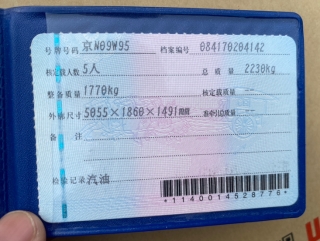 号牌号码 京N09W95 档案编号 084170204142
核定载人数 5人 总质量 2230kg
整备质量 1770kg 核定载质量 --
外廓尺寸 5055×1860×1491mm 准牵引总质量 --
备注
检验记录 汽油
*1140014528776*